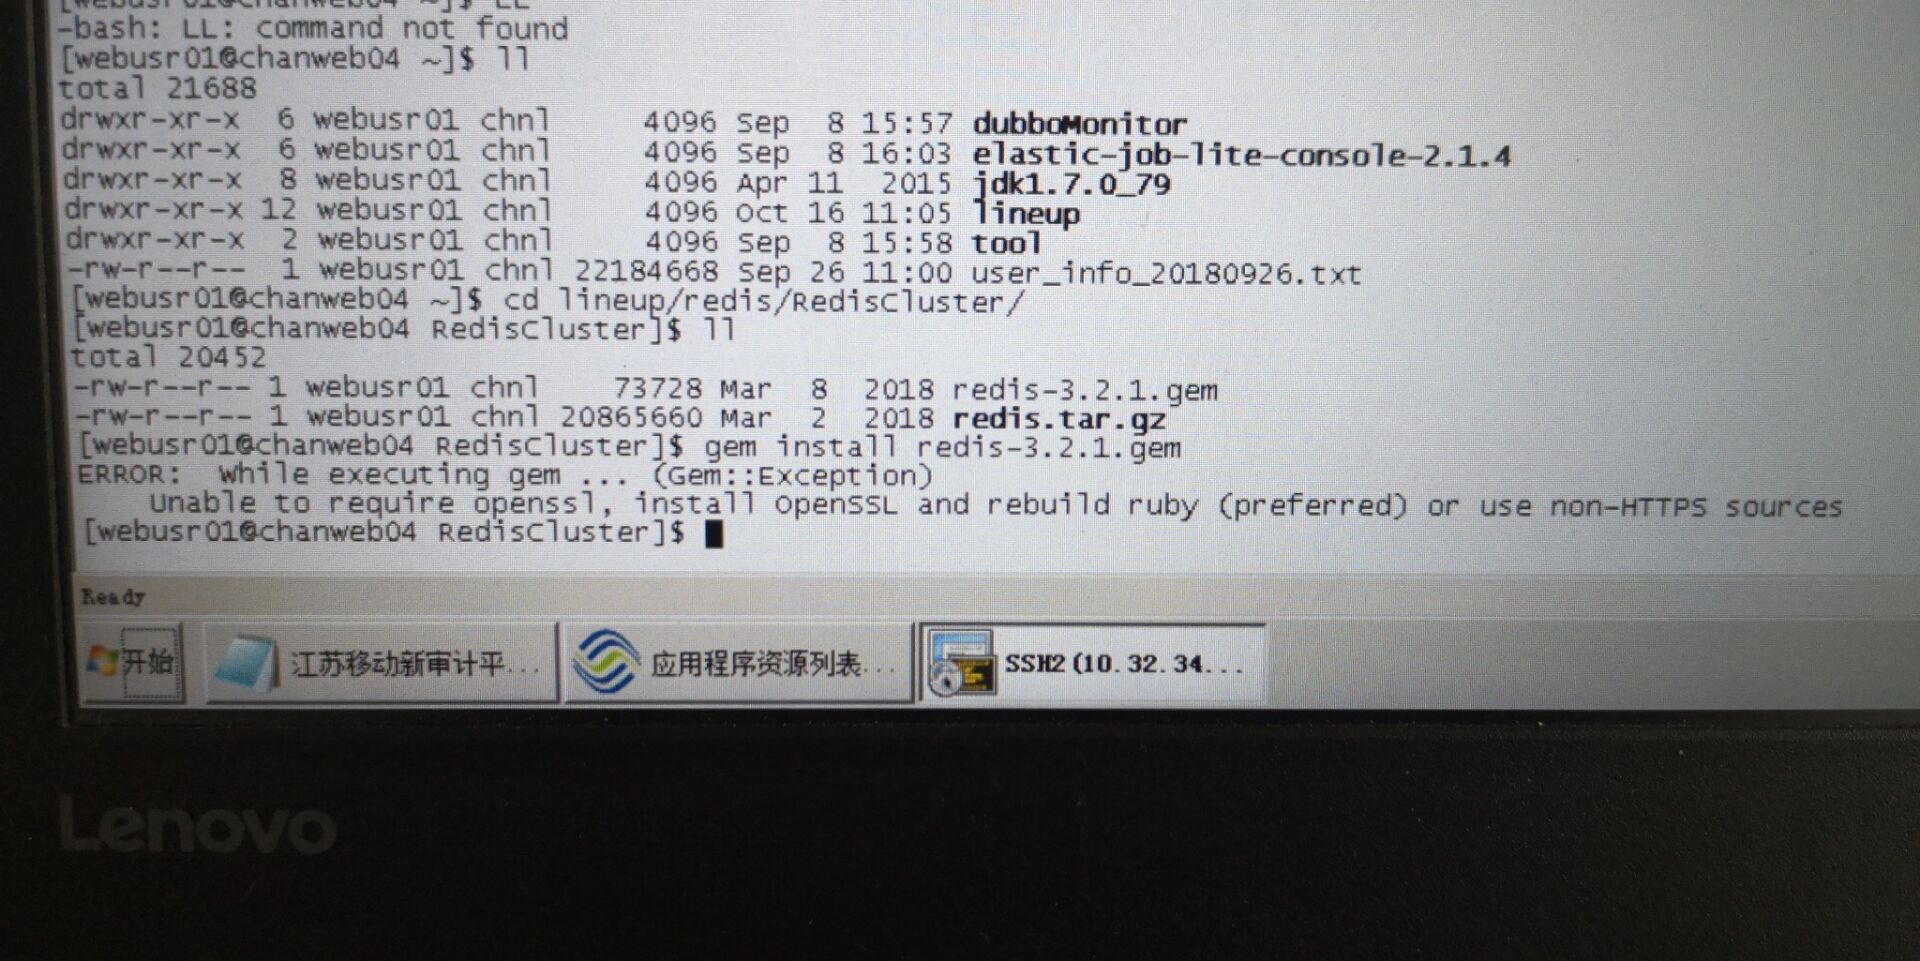 [webusr01@chanweb04 ~]$ LL
-bash: LL: command not found
[webusr01@chanweb04 ~]$ ll
total 21688
drwxr-xr-x 6 webusr01 chnl 4096 Sep 8 15:57 dubboMonitor
drwxr-xr-x 6 webusr01 chnl 4096 Sep 8 16:03 elastic-job-lite-console-2.1.4
drwxr-xr-x 8 webusr01 chnl 4096 Apr 11 2015 jdk1.7.0_79
drwxr-xr-x 12 webusr01 chnl 4096 Oct 16 11:05 lineup
drwxr-xr-x 2 webusr01 chnl 4096 Sep 8 15:58 tool
-rw-r--r-- 1 webusr01 chnl 22184668 Sep 26 11:00 user_info_20180926.txt
[webusr01@chanweb04 ~]$ cd lineup/redis/RedisCluster/
[webusr01@chanweb04 RedisCluster]$ ll
total 20452
-rw-r--r-- 1 webusr01 chnl 73728 Mar 8 2018 redis-3.2.1.gem
-rw-r--r-- 1 webusr01 chnl 20865660 Mar 2 2018 redis.tar.gz
[webusr01@chanweb04 RedisCluster]$ gem install redis-3.2.1.gem
ERROR: While executing gem ... (Gem::Exception)
Unable to require openssl, install OpenSSL and rebuild ruby (preferred) or use non-HTTPS sources
[webusr01@chanweb04 RedisCluster]$
Ready
开始 江苏移动新审计平... 应用程序资源列表... SSH2 (10.32.34...
Lenovo